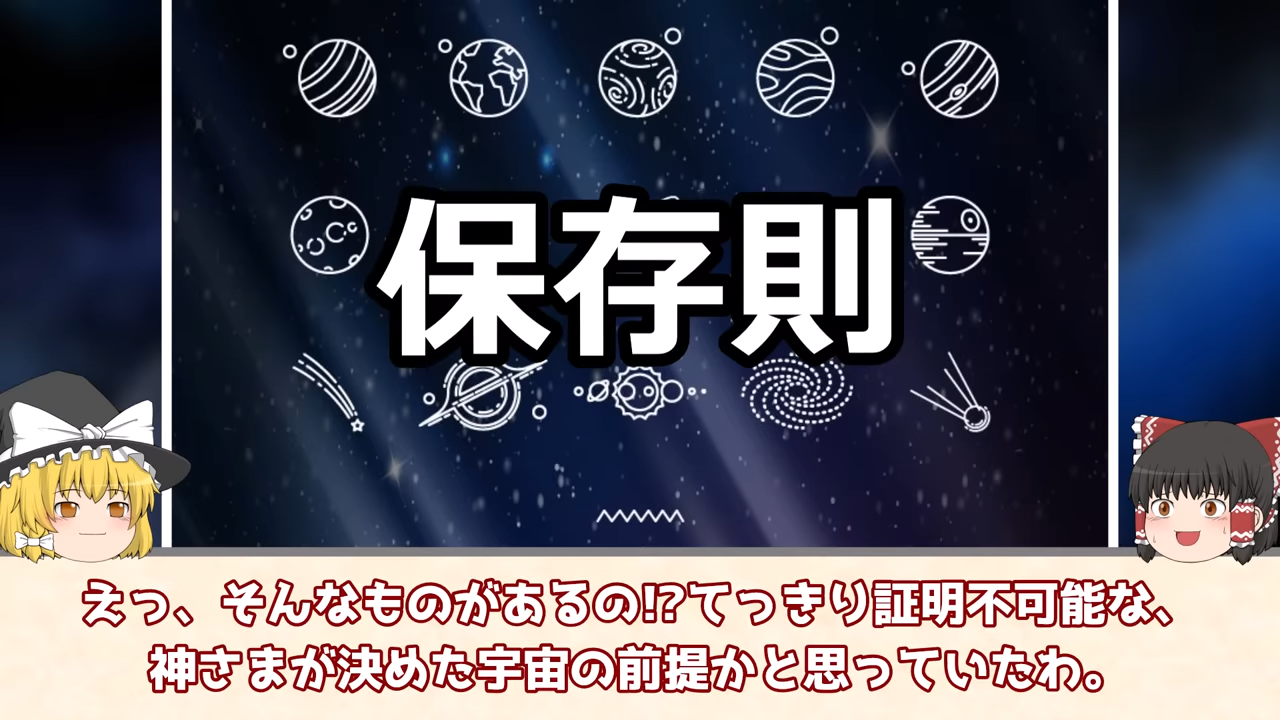 保存則
えっ、そんなものがあるの!?てっきり証明不可能な、
神さまが決めた宇宙の前提かと思っていたわ。